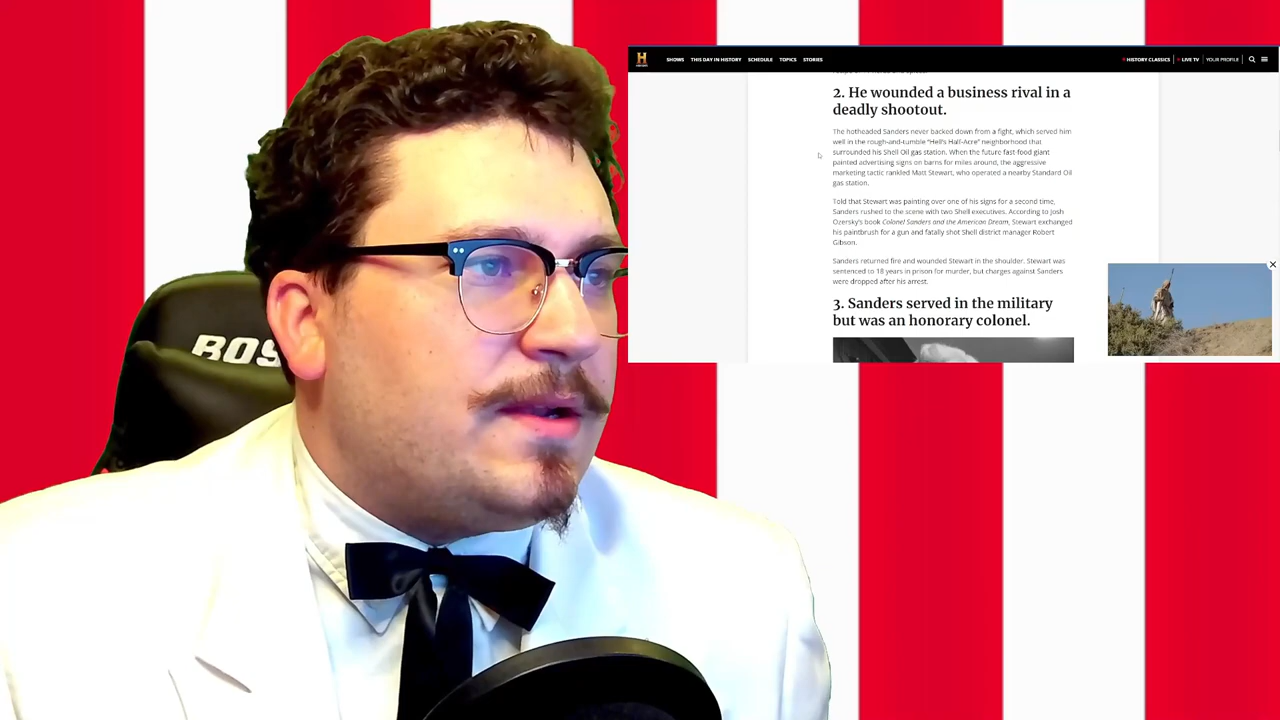 H
HISTORY
SHOWS
THIS DAY IN HISTORY
SCHEDULE
TOPICS
STORIES
HISTORY CLASSICS
LIVE TV
YOUR PROFILE
2. He wounded a business rival in a
deadly shootout.
The hotheaded Sanders never backed down from a fight, which served him
well in the rough-and-tumble "Hell's Half-Acre" neighborhood that
surrounded his Shell Oil gas station. When the future fast-food giant
painted advertising signs on barns for miles around, the aggressive
marketing tactic rankled Matt Stewart, who operated a nearby Standard Oil
gas station.
Told that Stewart was painting over one of his signs for a second time,
Sanders rushed to the scene with two Shell executives. According to Josh
Ozersky's book Colonel Sanders and the American Dream, Stewart exchanged
his paintbrush for a gun and fatally shot Shell district manager Robert
Gibson.
Sanders returned fire and wounded Stewart in the shoulder. Stewart was
sentenced to 18 years in prison for murder, but charges against Sanders
were dropped after his arrest.
3. Sanders served in the military
but was an honorary colonel.
BOS